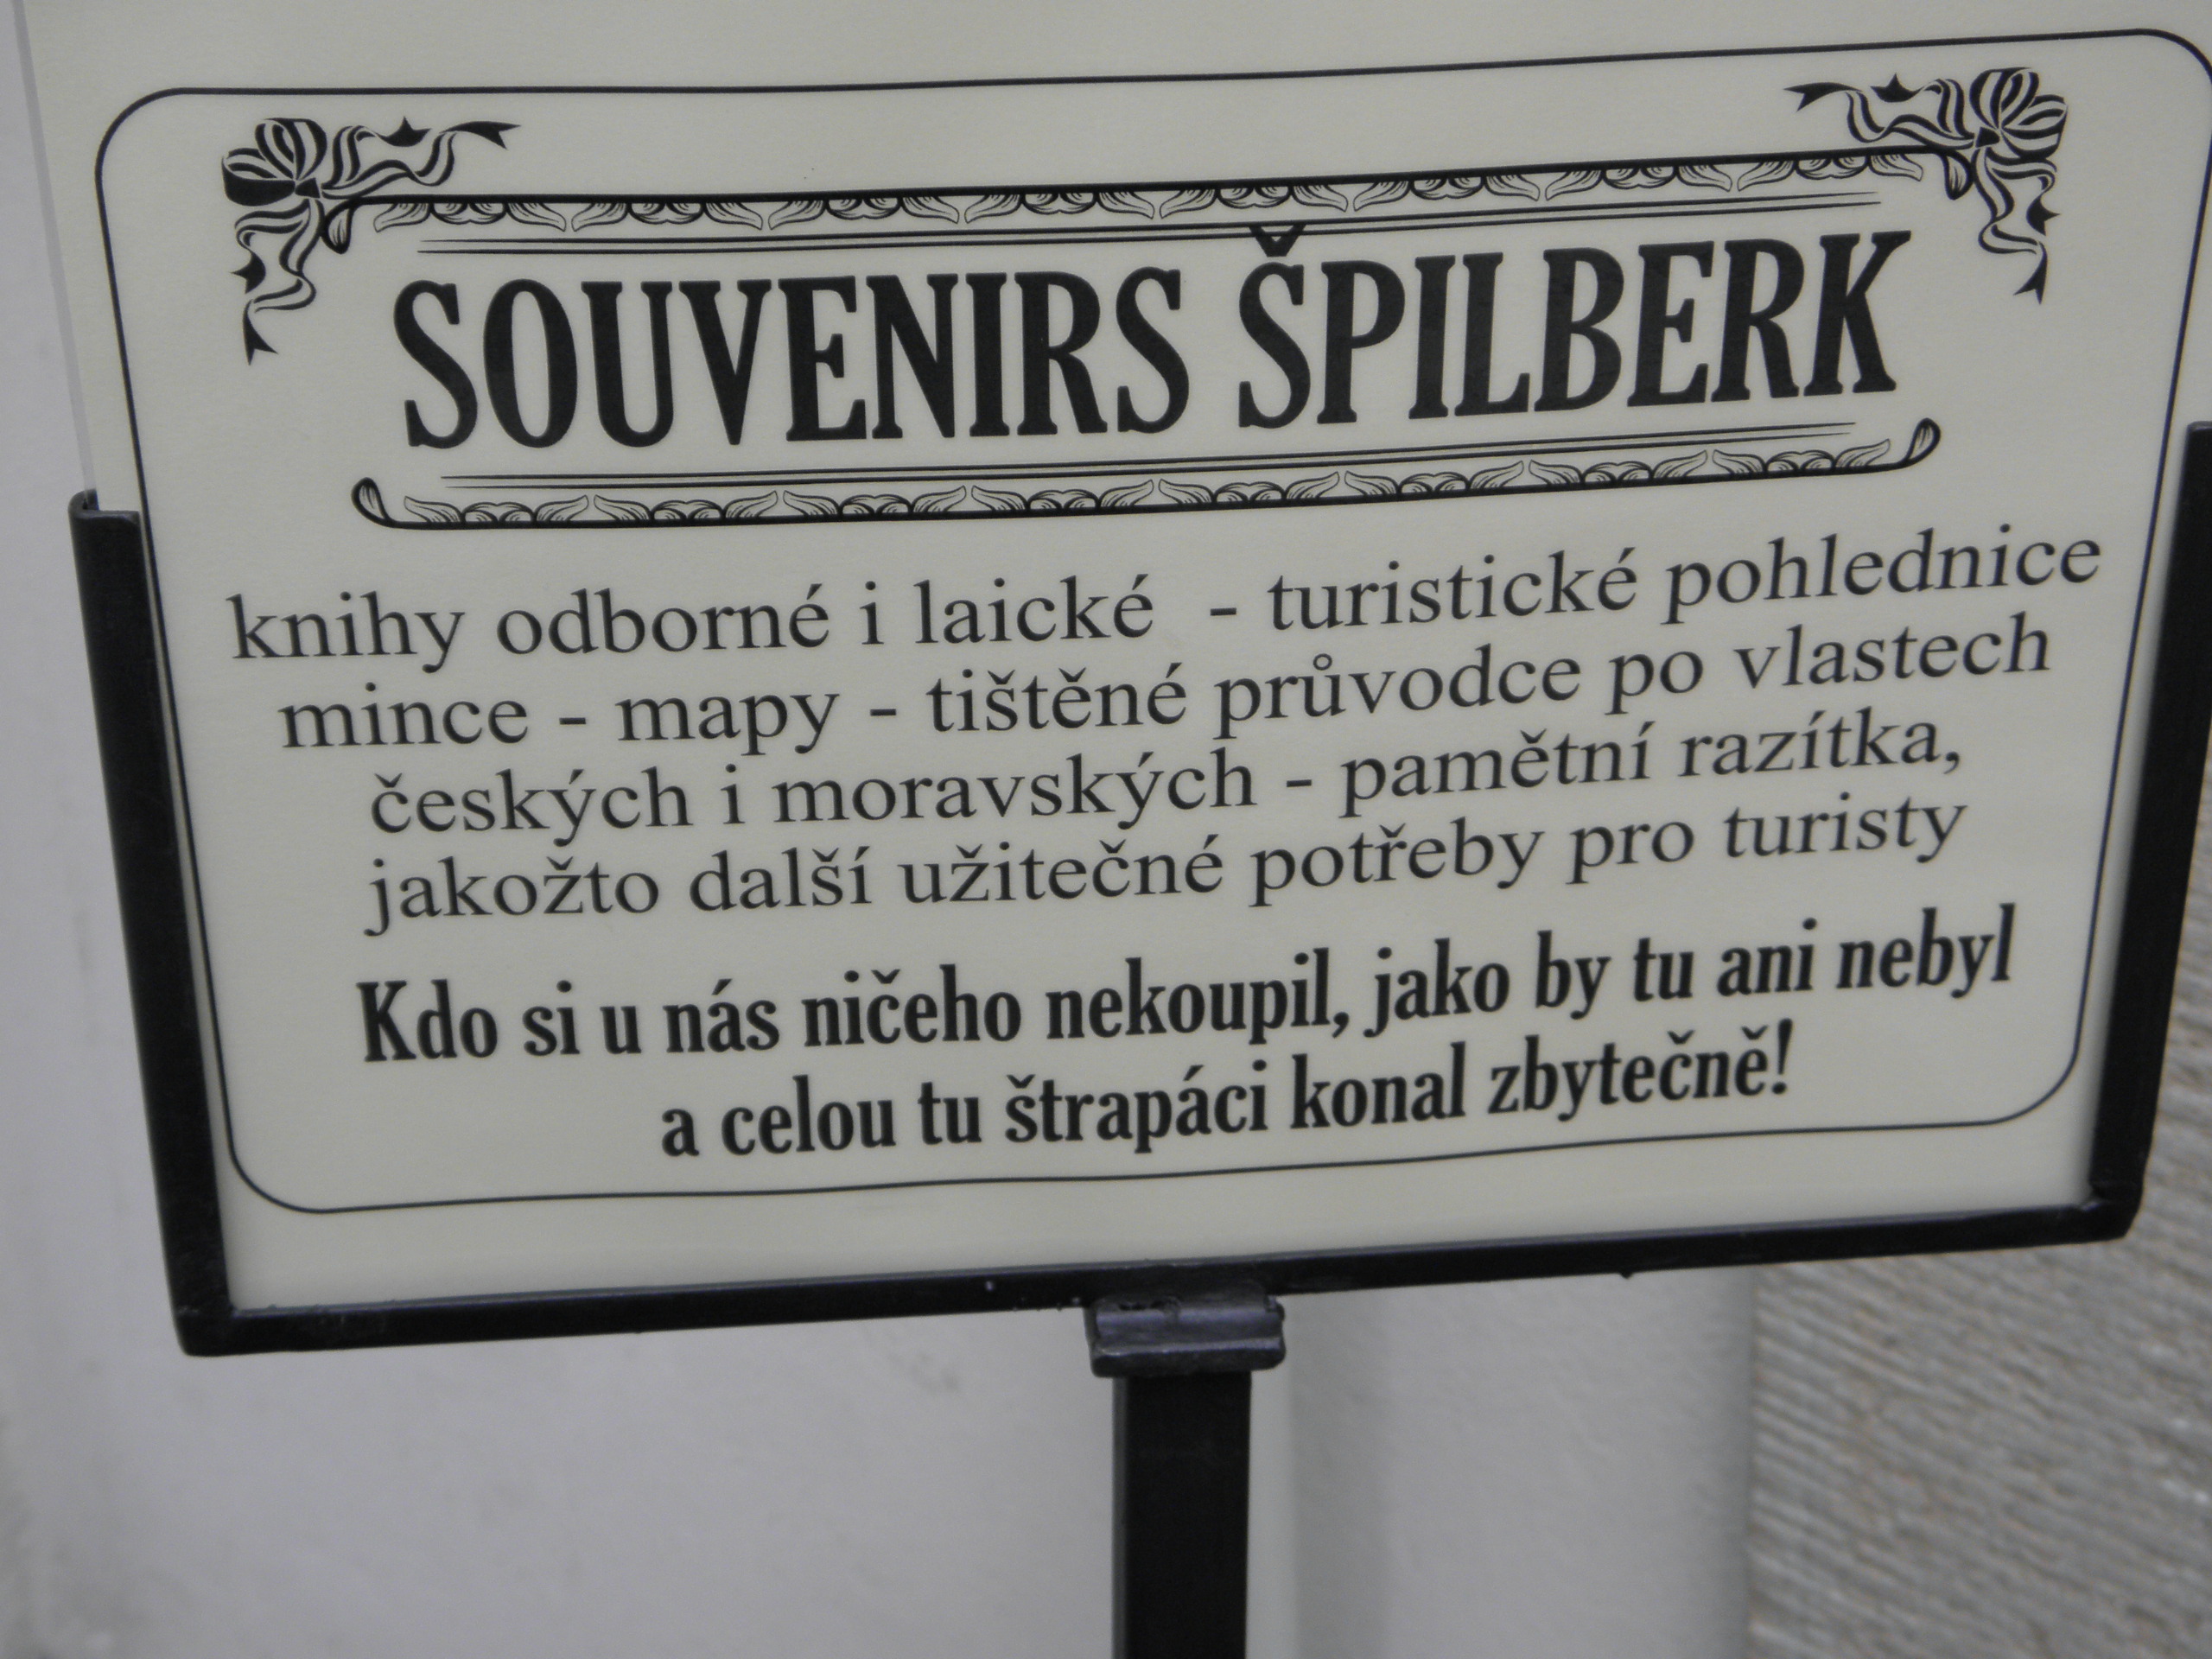 SOUVENIRS ŠPILBERK
knihy odborné i laické - turistické pohlednice
mince - mapy - tištěné průvodce po vlastech
českých i moravských - pamětní razítka,
jakožto další užitečné potřeby pro turisty
Kdo si u nás ničeho nekoupil, jako by tu ani nebyl
a celou tu štrapáci konal zbytečně!